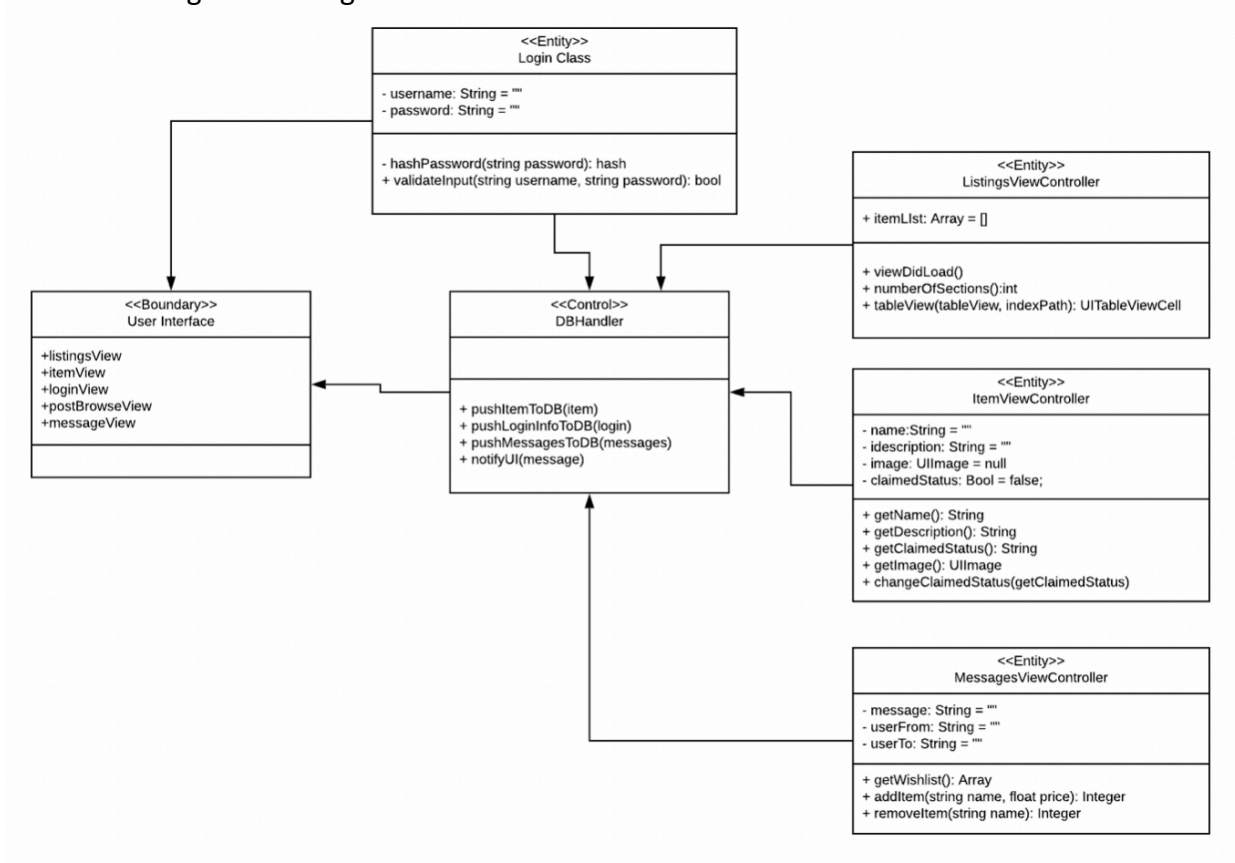 <<Entity>>
Login Class
- username: String = ""
- password: String = ""
- hashPassword(string password): hash
+ validateInput(string username, string password): bool
<<Entity>>
ListingsViewController
+ itemLIst: Array = []
+ viewDidLoad()
+ numberOfSections():int
+ tableView(tableView, indexPath): UITableViewCell
<<Boundary>>
User Interface
+listingsView
+itemView
+loginView
+postBrowseView
+messageView
<<Control>>
DBHandler
+ pushItemToDB(item)
+ pushLoginInfoToDB(login)
+ pushMessagesToDB(messages)
+ notifyUI(message)
<<Entity>>
ItemViewController
- name:String = ""
- idescription: String = ""
- image: UIImage = null
- claimedStatus: Bool = false;
+ getName(): String
+ getDescription(): String
+ getClaimedStatus(): String
+ getImage(): UIImage
+ changeClaimedStatus(getClaimedStatus)
<<Entity>>
MessagesViewController
- message: String = ""
- userFrom: String = ""
- userTo: String = ""
+ getWishlist(): Array
+ addItem(string name, float price): Integer
+ removeItem(string name): Integer